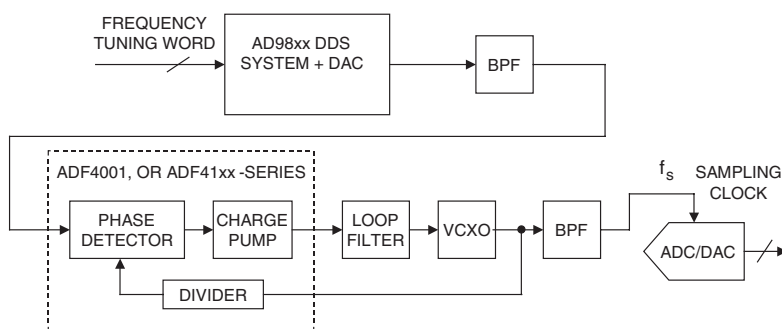 FREQUENCY
TUNING WORD
AD98xx DDS
SYSTEM + DAC
BPF
ADF4001, OR ADF41xx -SERIES
PHASE
DETECTOR
CHARGE
PUMP
LOOP
FILTER
VCXO
BPF
fs
SAMPLING
CLOCK
ADC/DAC
DIVIDER